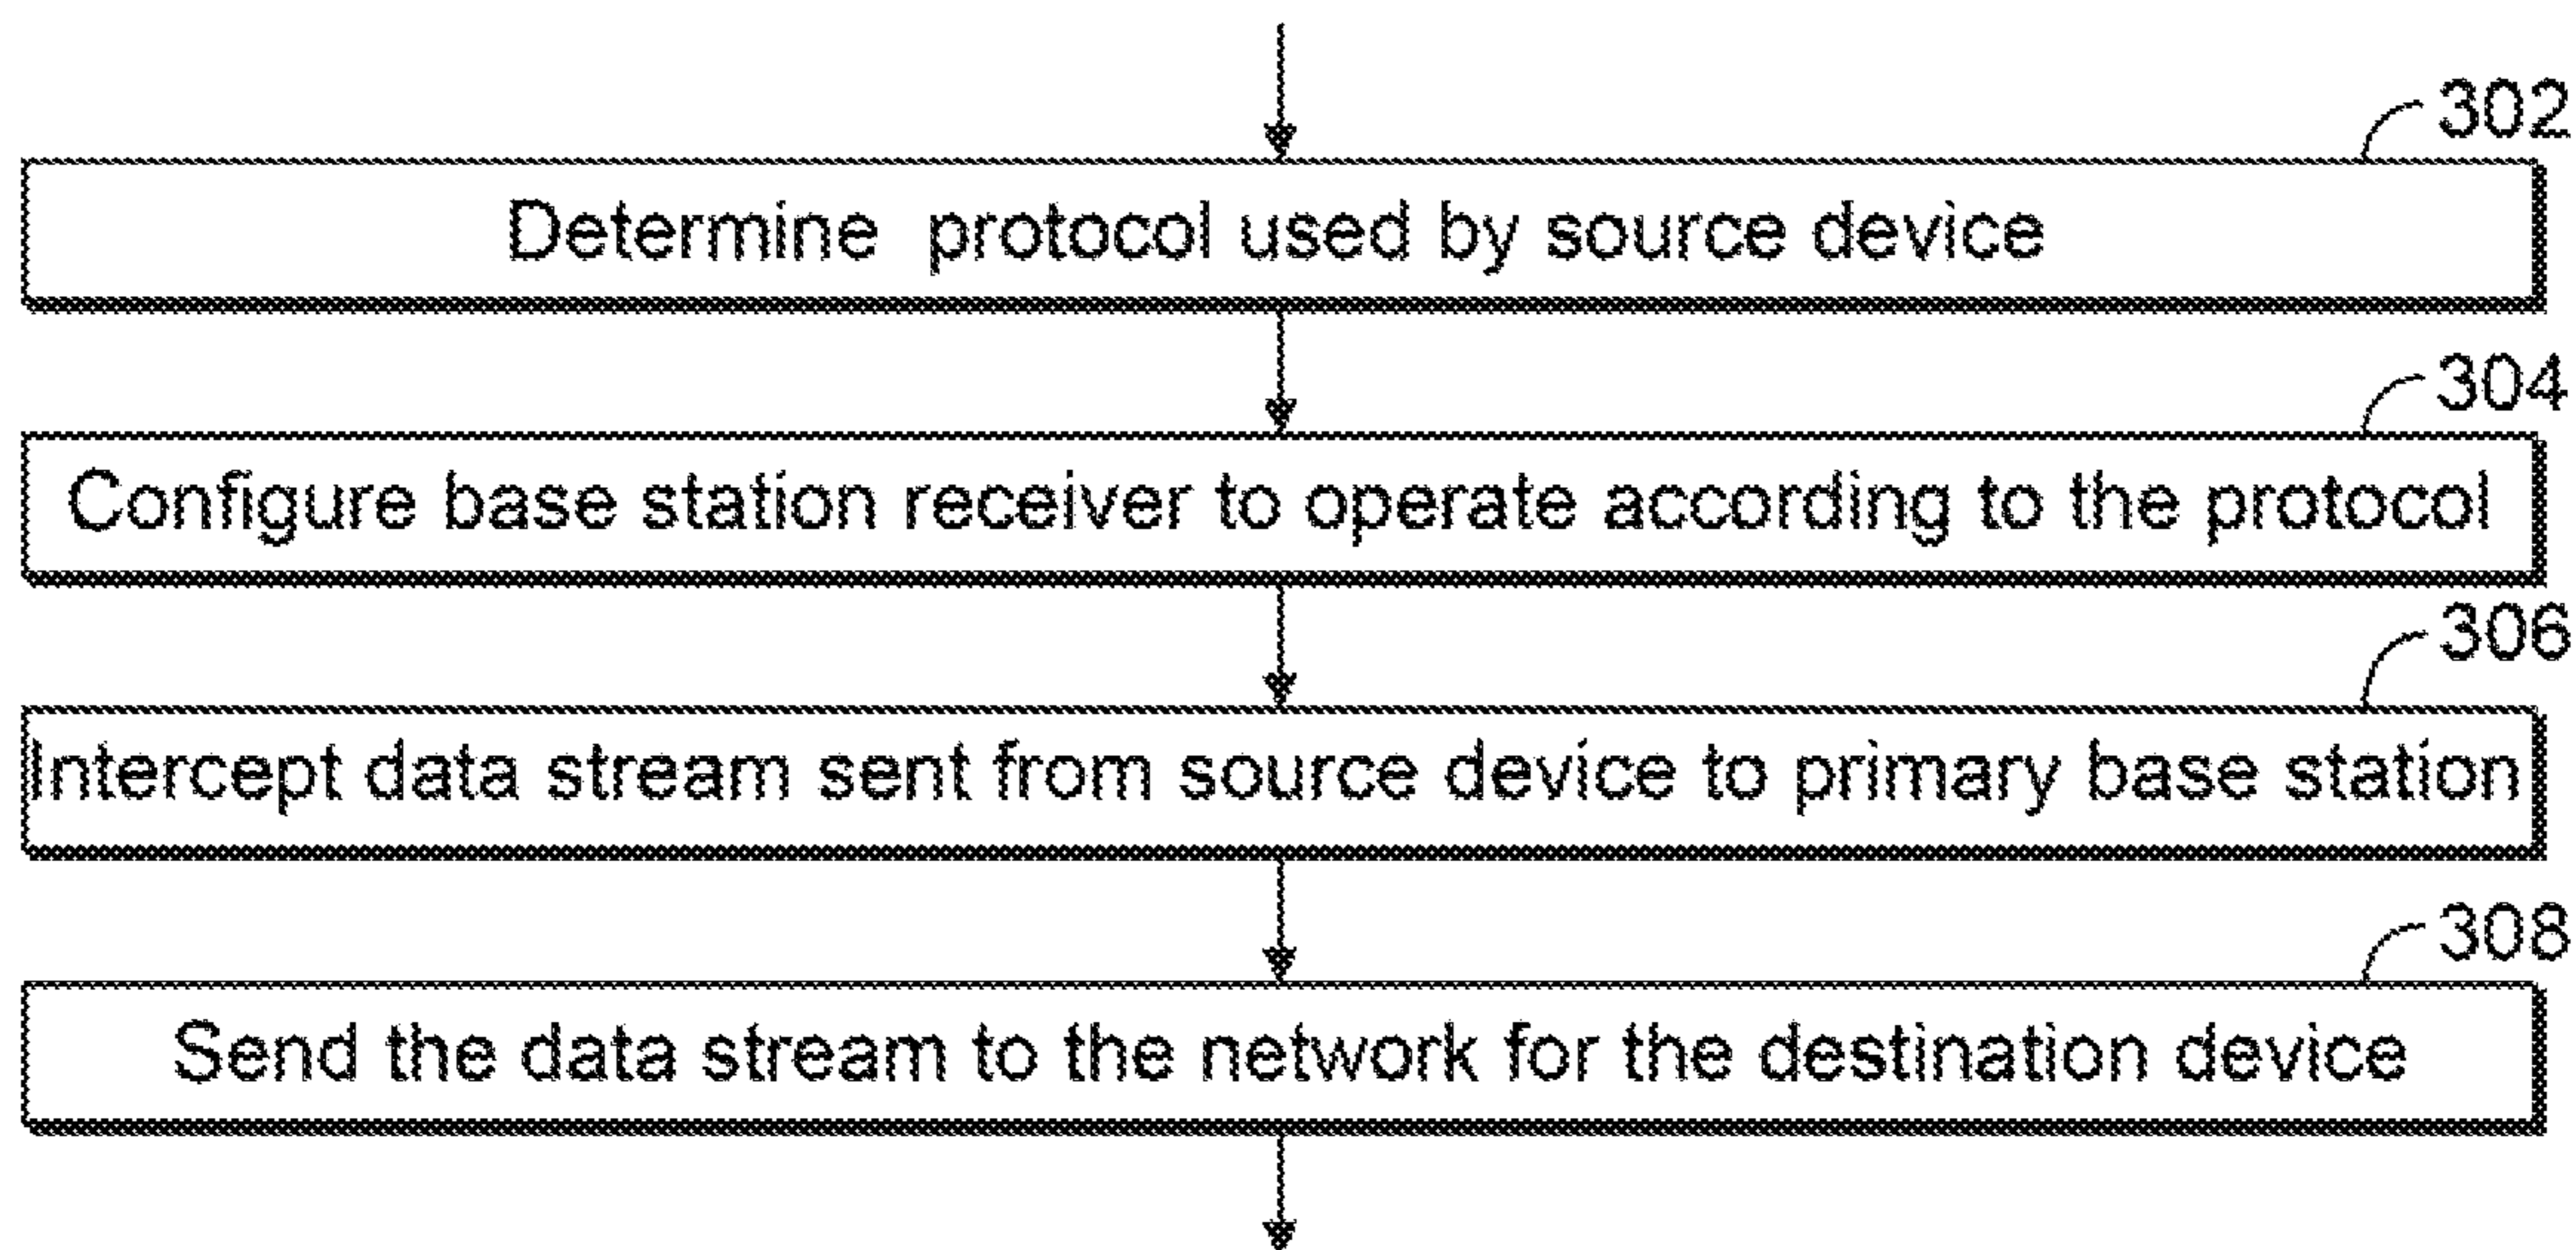 302
Determine protocol used by source device
304
Configure base station receiver to operate according to the protocol
306
Intercept data stream sent from source device to primary base station
308
Send the data stream to the network for the destination device